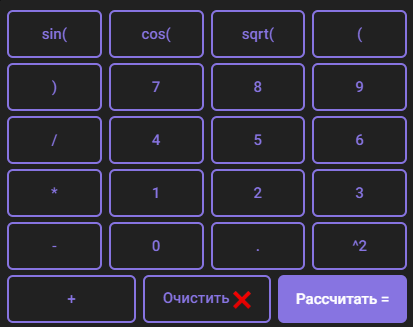 sin( cos( sqrt( (
) 7 8 9
/ 4 5 6
* 1 2 3
- 0 . ^2
+ Очистить ❌ Рассчитать =